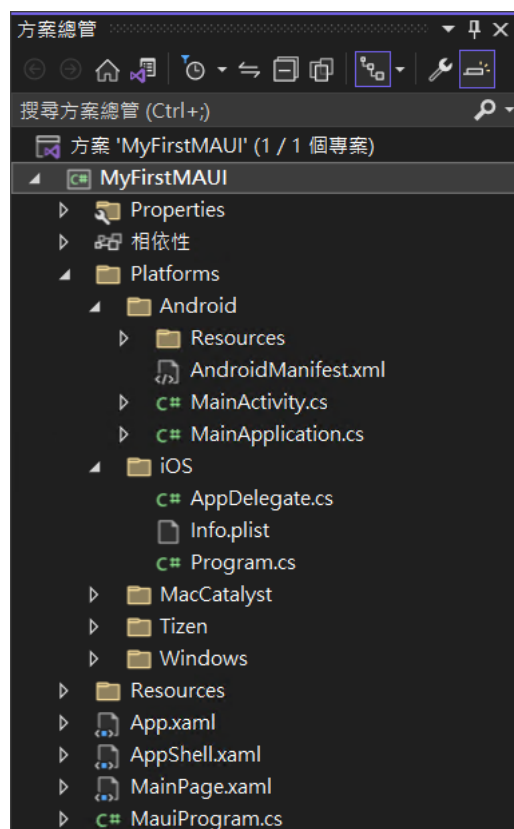 方案總管
搜尋方案總管 (Ctrl+;)
方案 'MyFirstMAUI' (1 / 1 個專案)
C# MyFirstMAUI
Properties
相依性
Platforms
Android
Resources
AndroidManifest.xml
C# MainActivity.cs
C# MainApplication.cs
iOS
C# AppDelegate.cs
Info.plist
C# Program.cs
MacCatalyst
Tizen
Windows
Resources
App.xaml
AppShell.xaml
MainPage.xaml
C# MauiProgram.cs